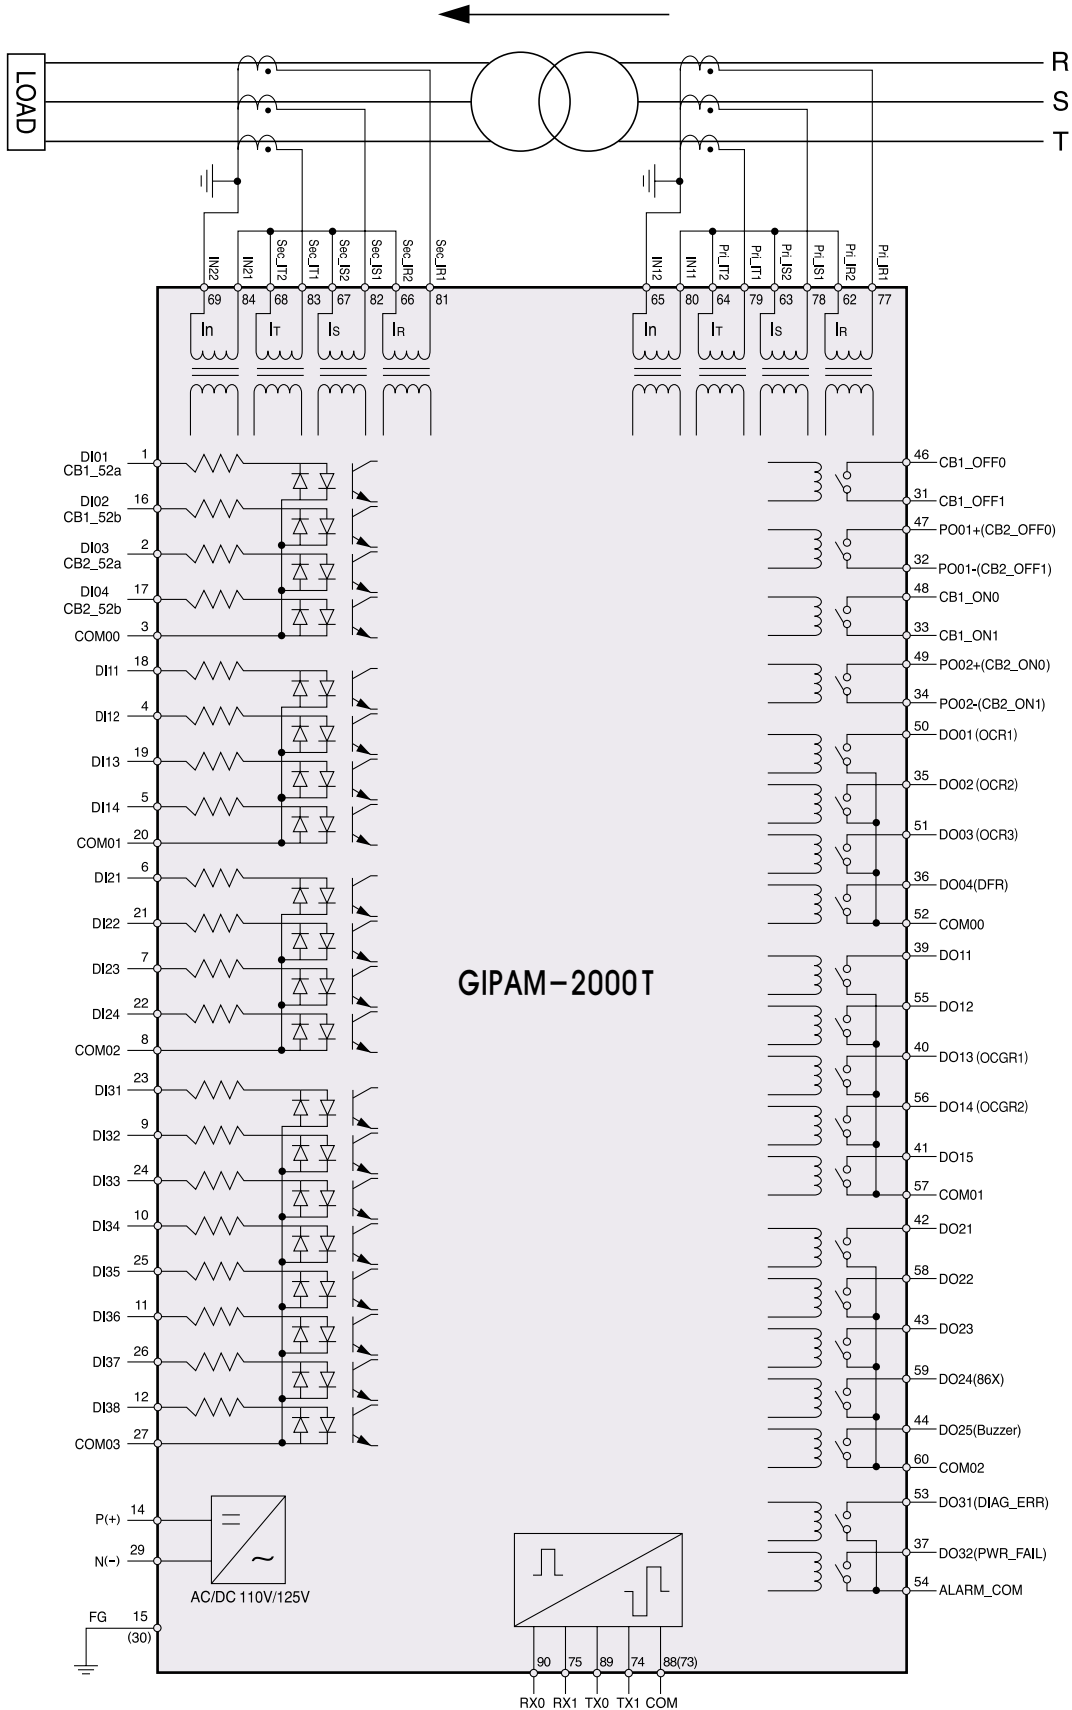 R
S
T
LOAD
IN22
IN21
Sec_IT2
Sec_IT1
Sec_IS2
Sec_IS1
Sec_IR2
Sec_IR1
IN12
IN11
Pri_IT2
Pri_IT1
Pri_IS2
Pri_IS1
Pri_IR2
Pri_IR1
69 84 68 83 67 82 66 81
65 80 64 79 63 78 62 77
In IT IS IR
In IT IS IR
DI01 1
CB1_52a
DI02 16
CB1_52b
DI03 2
CB2_52a
DI04 17
CB2_52b
COM00 3
DI11 18
DI12 4
DI13 19
DI14 5
COM01 20
DI21 6
DI22 21
DI23 7
DI24 22
COM02 8
DI31 23
DI32 9
DI33 24
DI34 10
DI35 25
DI36 11
DI37 26
DI38 12
COM03 27
P(+) 14
N(-) 29
AC/DC 110V/125V
FG 15
(30)
GIPAM-2000T
46 CB1_OFF0
31 CB1_OFF1
47 PO01+(CB2_OFF0)
32 PO01-(CB2_OFF1)
48 CB1_ON0
33 CB1_ON1
49 PO02+(CB2_ON0)
34 PO02-(CB2_ON1)
50 DO01(OCR1)
35 DO02(OCR2)
51 DO03(OCR3)
36 DO04(DFR)
52 COM00
39 DO11
55 DO12
40 DO13(OCGR1)
56 DO14(OCGR2)
41 DO15
57 COM01
42 DO21
58 DO22
43 DO23
59 DO24(86X)
44 DO25(Buzzer)
60 COM02
53 DO31(DIAG_ERR)
37 DO32(PWR_FAIL)
54 ALARM_COM
90 75 89 74 88(73)
RX0 RX1 TX0 TX1 COM